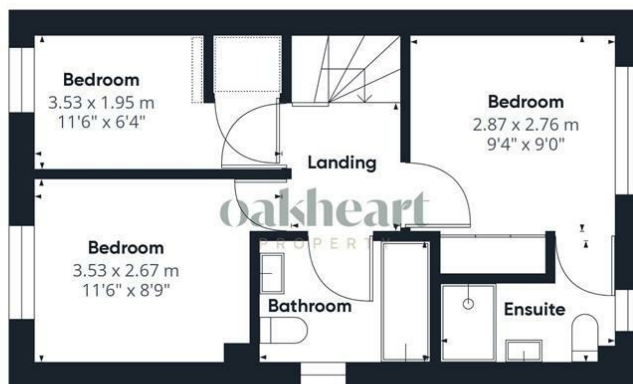 Bedroom
3.53 x 1.95 m
11'6" x 6'4"
Bedroom
2.87 x 2.76 m
9'4" x 9'0"
Landing
oakheart
PROPERTY
Bedroom
3.53 x 2.67 m
11'6" x 8'9"
Bathroom
Ensuite